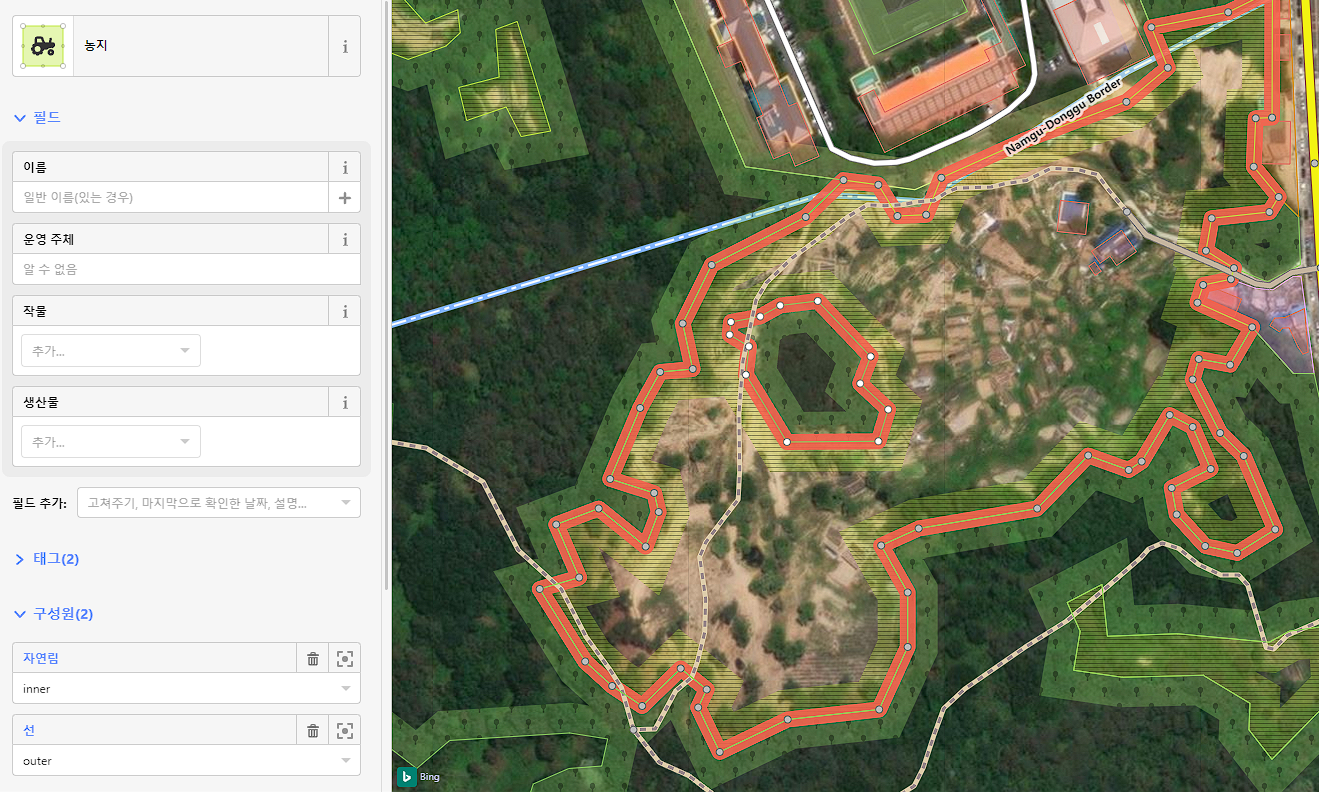 농지
필드
이름
일반 이름(있는 경우)
운영 주체
알 수 없음
작물
추가...
생산물
추가...
필드 추가:
고쳐주기, 마지막으로 확인한 날짜, 설명...
태그(2)
구성원(2)
자연림
inner
선
outer
Namgu-Donggu Border
Bing